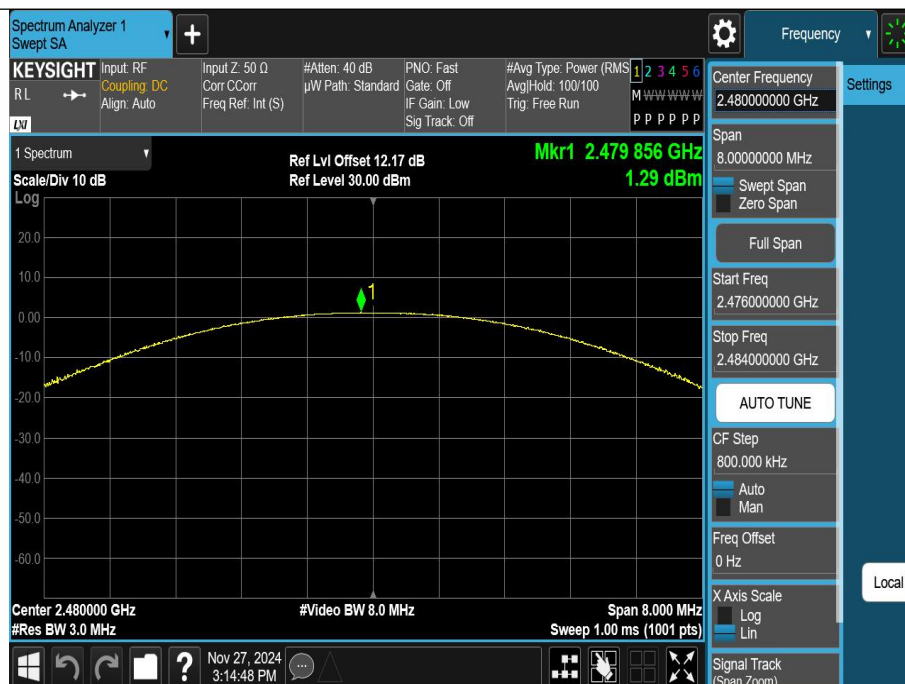 Spectrum Analyzer 1
Swept SA
+
Frequency
KEYSIGHT
RL
LXI
Input: RF
Coupling: DC
Align: Auto
Input Z: 50 Ω
Corr CCorr
Freq Ref: Int (S)
#Atten: 40 dB
µW Path: Standard
PNO: Fast
Gate: Off
IF Gain: Low
Sig Track: Off
#Avg Type: Power (RMS
Avg|Hold: 100/100
Trig: Free Run
1 2 3 4 5 6
M W W W W W
P P P P P P
1 Spectrum
Scale/Div 10 dB
Log
Ref Lvl Offset 12.17 dB
Ref Level 30.00 dBm
Mkr1 2.479 856 GHz
1.29 dBm
20.0
10.0
0.00
-10.0
-20.0
-30.0
-40.0
-50.0
-60.0
1
Center 2.480000 GHz
#Res BW 3.0 MHz
#Video BW 8.0 MHz
Span 8.000 MHz
Sweep 1.00 ms (1001 pts)
?
Nov 27, 2024
3:14:48 PM
Center Frequency
2.480000000 GHz
Settings
Span
8.00000000 MHz
Swept Span
Zero Span
Full Span
Start Freq
2.476000000 GHz
Stop Freq
2.484000000 GHz
AUTO TUNE
CF Step
800.000 kHz
Auto
Man
Freq Offset
0 Hz
X Axis Scale
Log
Lin
Local
Signal Track
(Span Zoom)